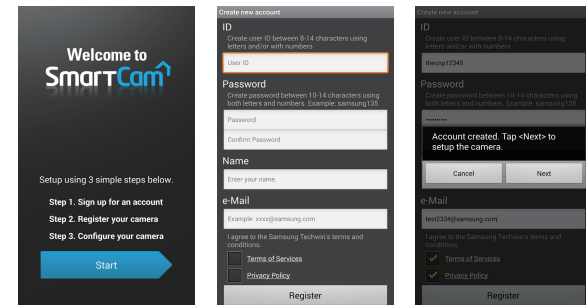 Welcome to
SmarTCam
Setup using 3 simple steps below.
Step 1. Sign up for an account
Step 2. Register your camera
Step 3. Configure your camera
Start
Create new account
ID
Create user ID between 8-14 characters using
letters and/or with numbers
User ID
Password
Create password between 10-14 characters using
both letters and numbers. Example: samsung135
Password
Confirm Password
Name
Enter your name.
e-Mail
Example: xxxx@samsung.com
I agree to the Samsung Techwin's terms and
conditions.
Terms of Services
Privacy Policy
Register
Create new account
ID
Create user ID between 8-14 characters using
letters and/or with numbers
thecnp12345
Password
Create password between 10-14 characters using
both letters and numbers. Example: samsung135
..........
Account created. Tap <Next> to
setup the camera.
Cancel
Next
e-Mail
test2334@samsung.com
I agree to the Samsung Techwin's terms and
conditions.
Terms of Services
Privacy Policy
Register